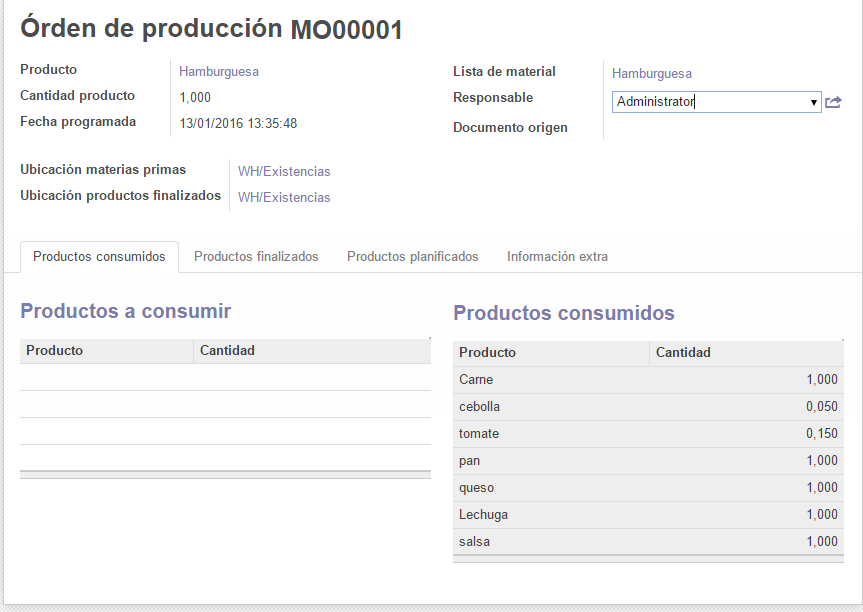 Órden de producción MO00001
Producto Hamburguesa
Cantidad producto 1,000
Fecha programada 13/01/2016 13:35:48
Lista de material Hamburguesa
Responsable Administrator
Documento origen
Ubicación materias primas WH/Existencias
Ubicación productos finalizados WH/Existencias
Productos consumidos Productos finalizados Productos planificados Información extra
Productos a consumir
Producto Cantidad
Productos consumidos
Producto Cantidad
Carne 1,000
cebolla 0,050
tomate 0,150
pan 1,000
queso 1,000
Lechuga 1,000
salsa 1,000